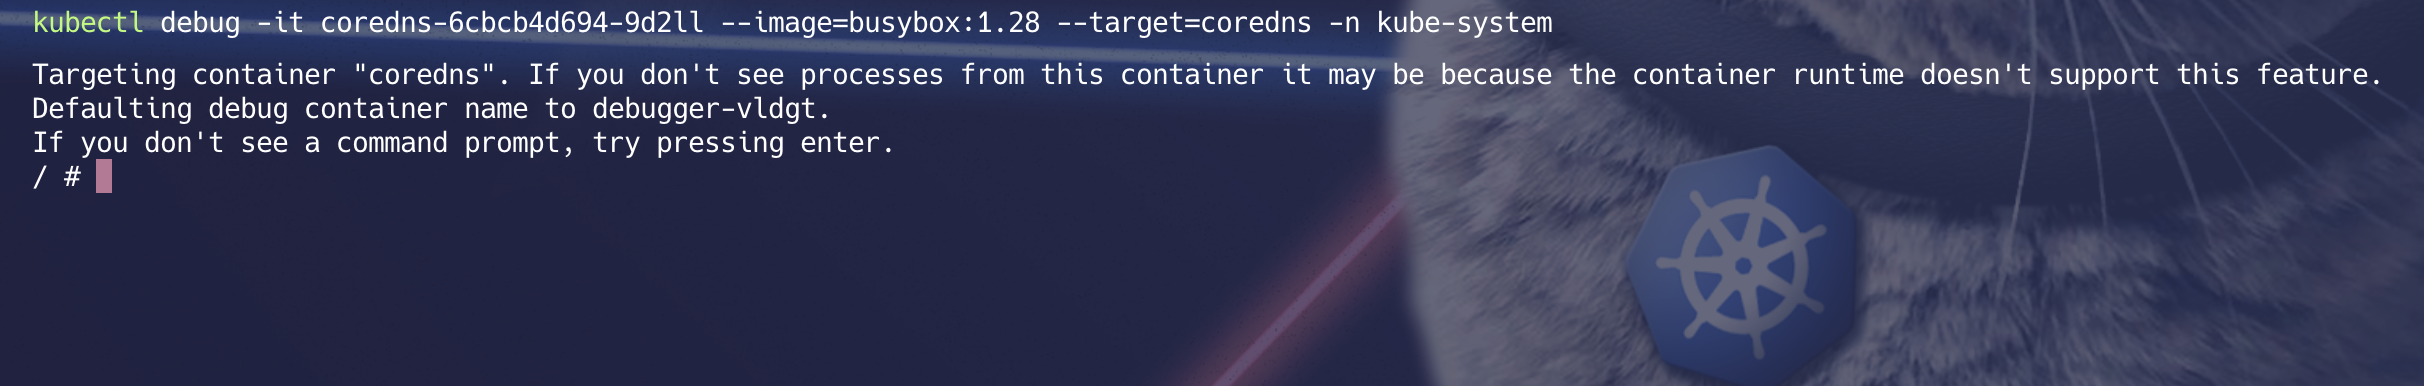 kubectl debug -it coredns-6cbcb4d694-9d2ll --image=busybox:1.28 --target=coredns -n kube-system
Targeting container "coredns". If you don't see processes from this container it may be because the container runtime doesn't support this feature.
Defaulting debug container name to debugger-vldgt.
If you don't see a command prompt, try pressing enter.
/ #